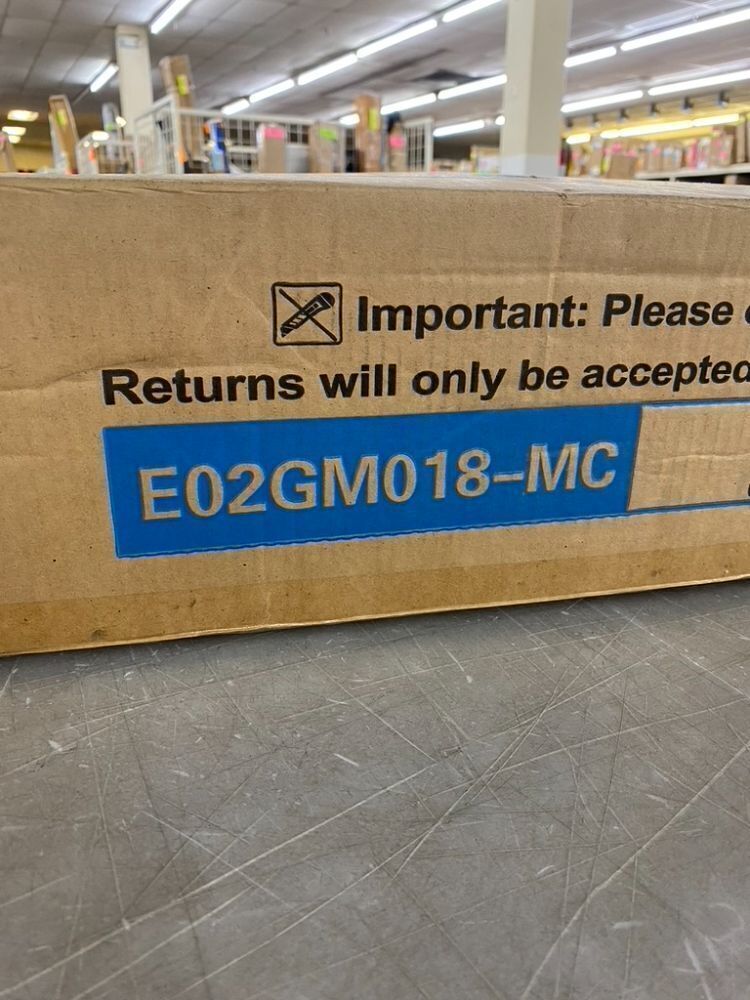 Important: Please
Returns will only be accepted
E02GM018-MC